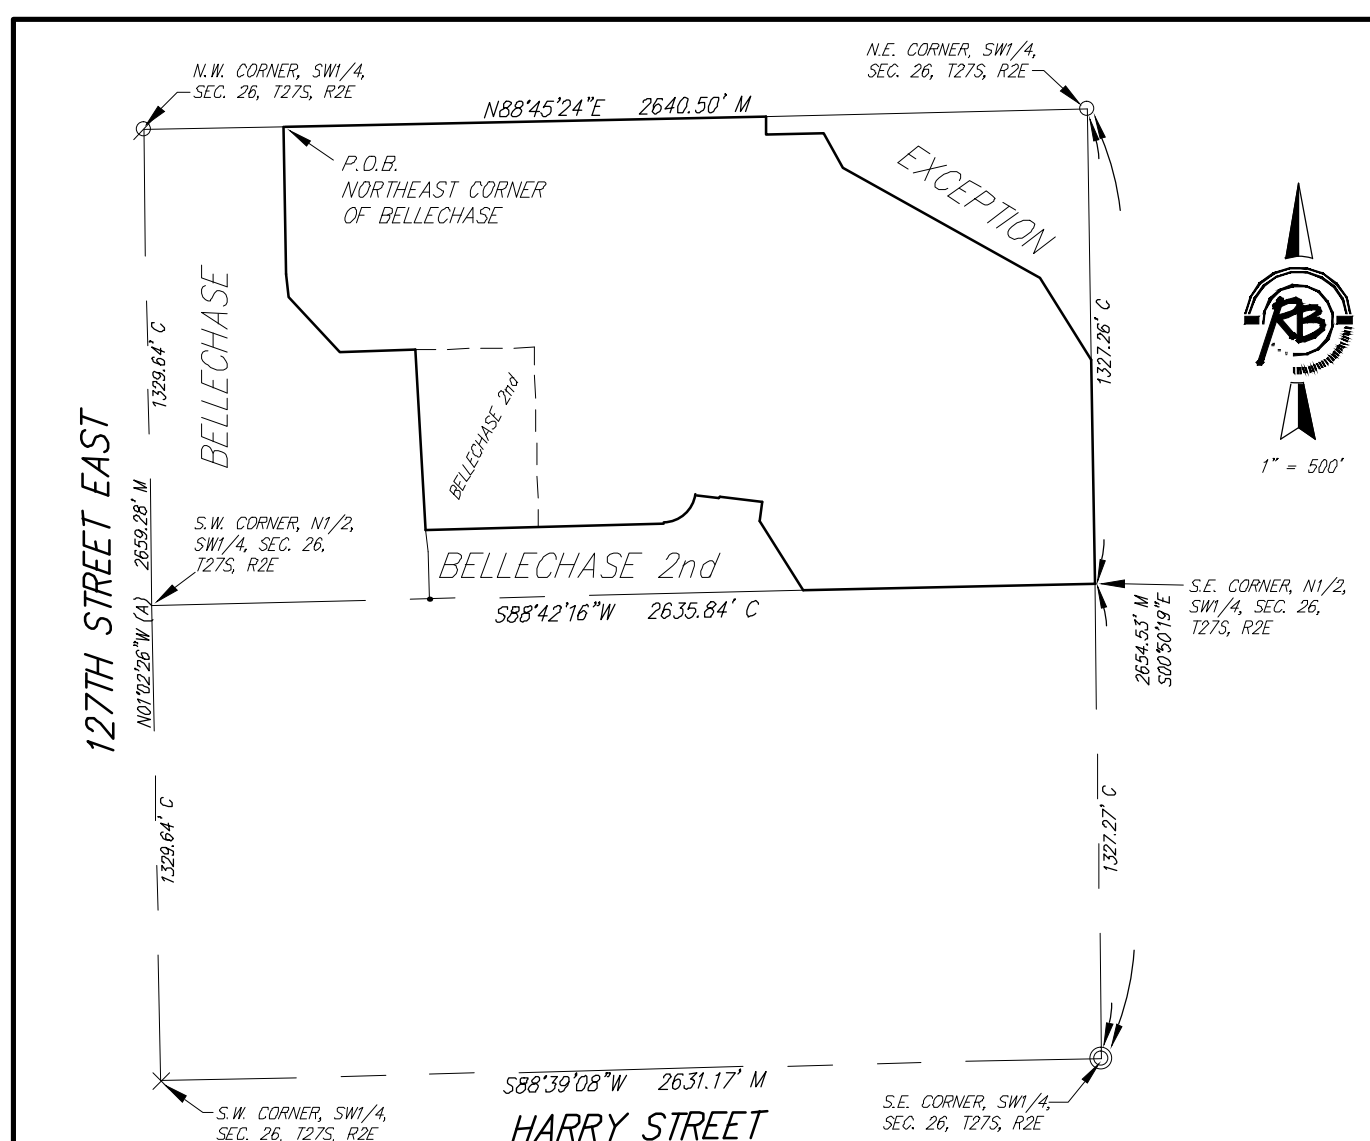 N.W. CORNER, SW1/4,
SEC. 26, T27S, R2E
N.E. CORNER, SW1/4,
SEC. 26, T27S, R2E
N88°45'24"E 2640.50' M
P.O.B.
NORTHEAST CORNER
OF BELLECHASE
EXCEPTION
BELLECHASE
1329.64' C
1327.26' C
RB
1" = 500'
BELLECHASE 2nd
127TH STREET EAST
N01°02'26"W (A) 2659.28' M
S.W. CORNER, N1/2,
SW1/4, SEC. 26,
T27S, R2E
BELLECHASE 2nd
S88°42'16"W 2635.84' C
S.E. CORNER, N1/2,
SW1/4, SEC. 26,
T27S, R2E
2654.53' M
S00°50'19"E
1329.64' C
1327.27' C
S88°39'08"W 2631.17' M
HARRY STREET
S.W. CORNER, SW1/4,
SEC. 26, T27S, R2E
S.E. CORNER, SW1/4,
SEC. 26, T27S, R2E